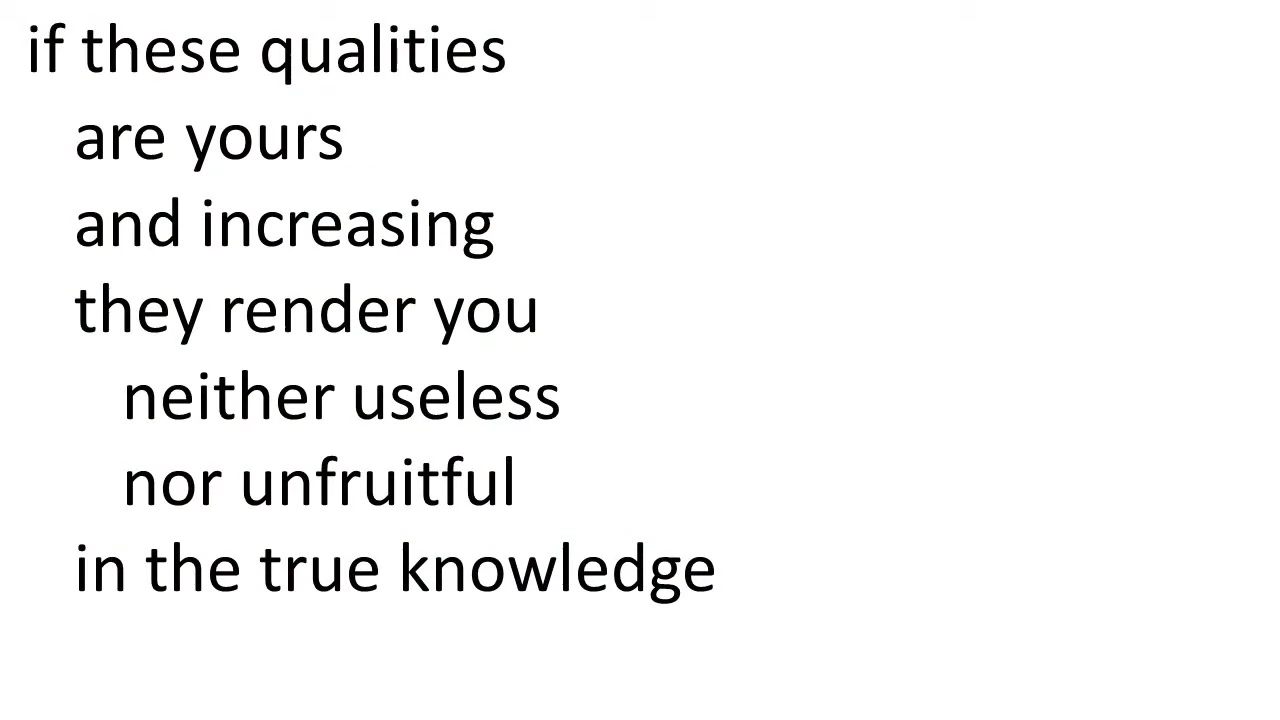 if these qualities
are yours
and increasing
they render you
neither useless
nor unfruitful
in the true knowledge